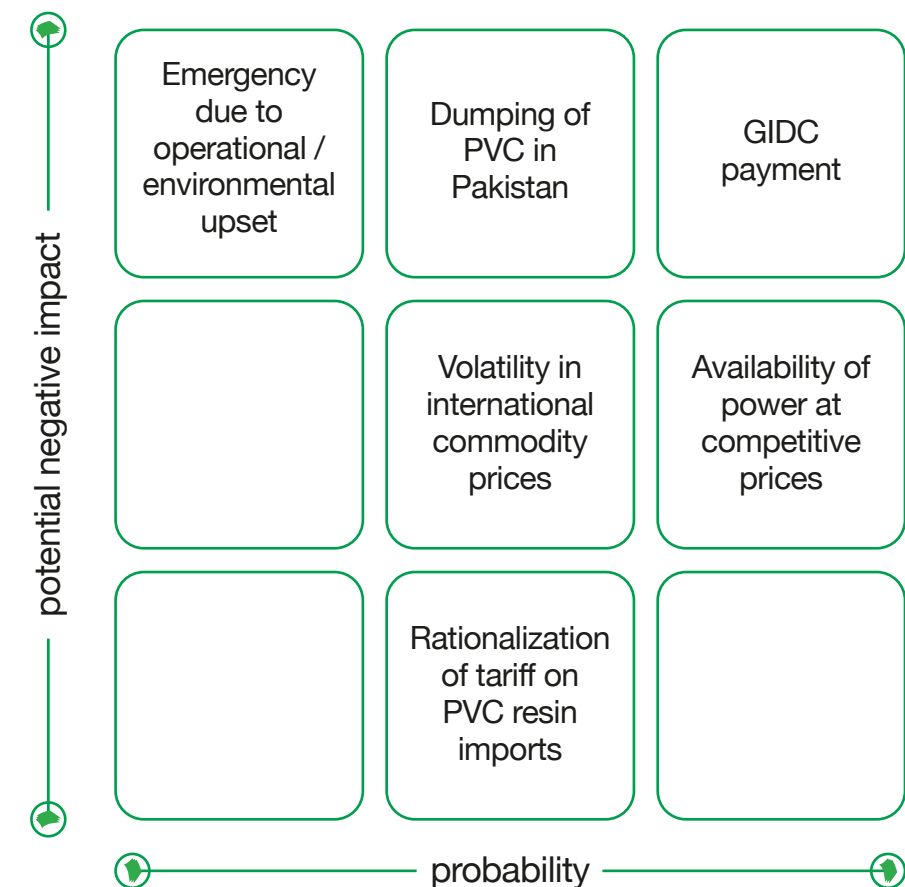 Emergency
due to
operational /
environmental
upset
Dumping of
PVC in
Pakistan
GIDC
payment
potential negative impact
Volatility in
international
commodity
prices
Availability of
power at
competitive
prices
Rationalization
of tariff on
PVC resin
imports
probability